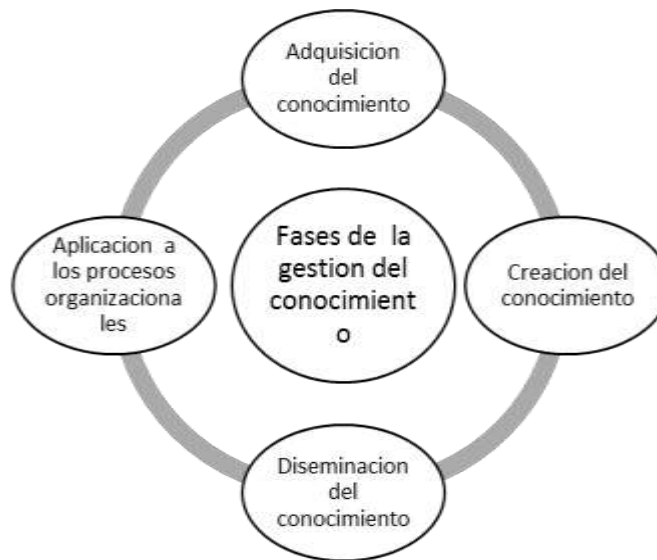 Adquisicion
del
conocimiento
Fases de  la
gestion del
conocimient
o
Creacion del
conocimiento
Diseminacion
del
conocimiento
Aplicacion  a
los procesos
organizaciona
les